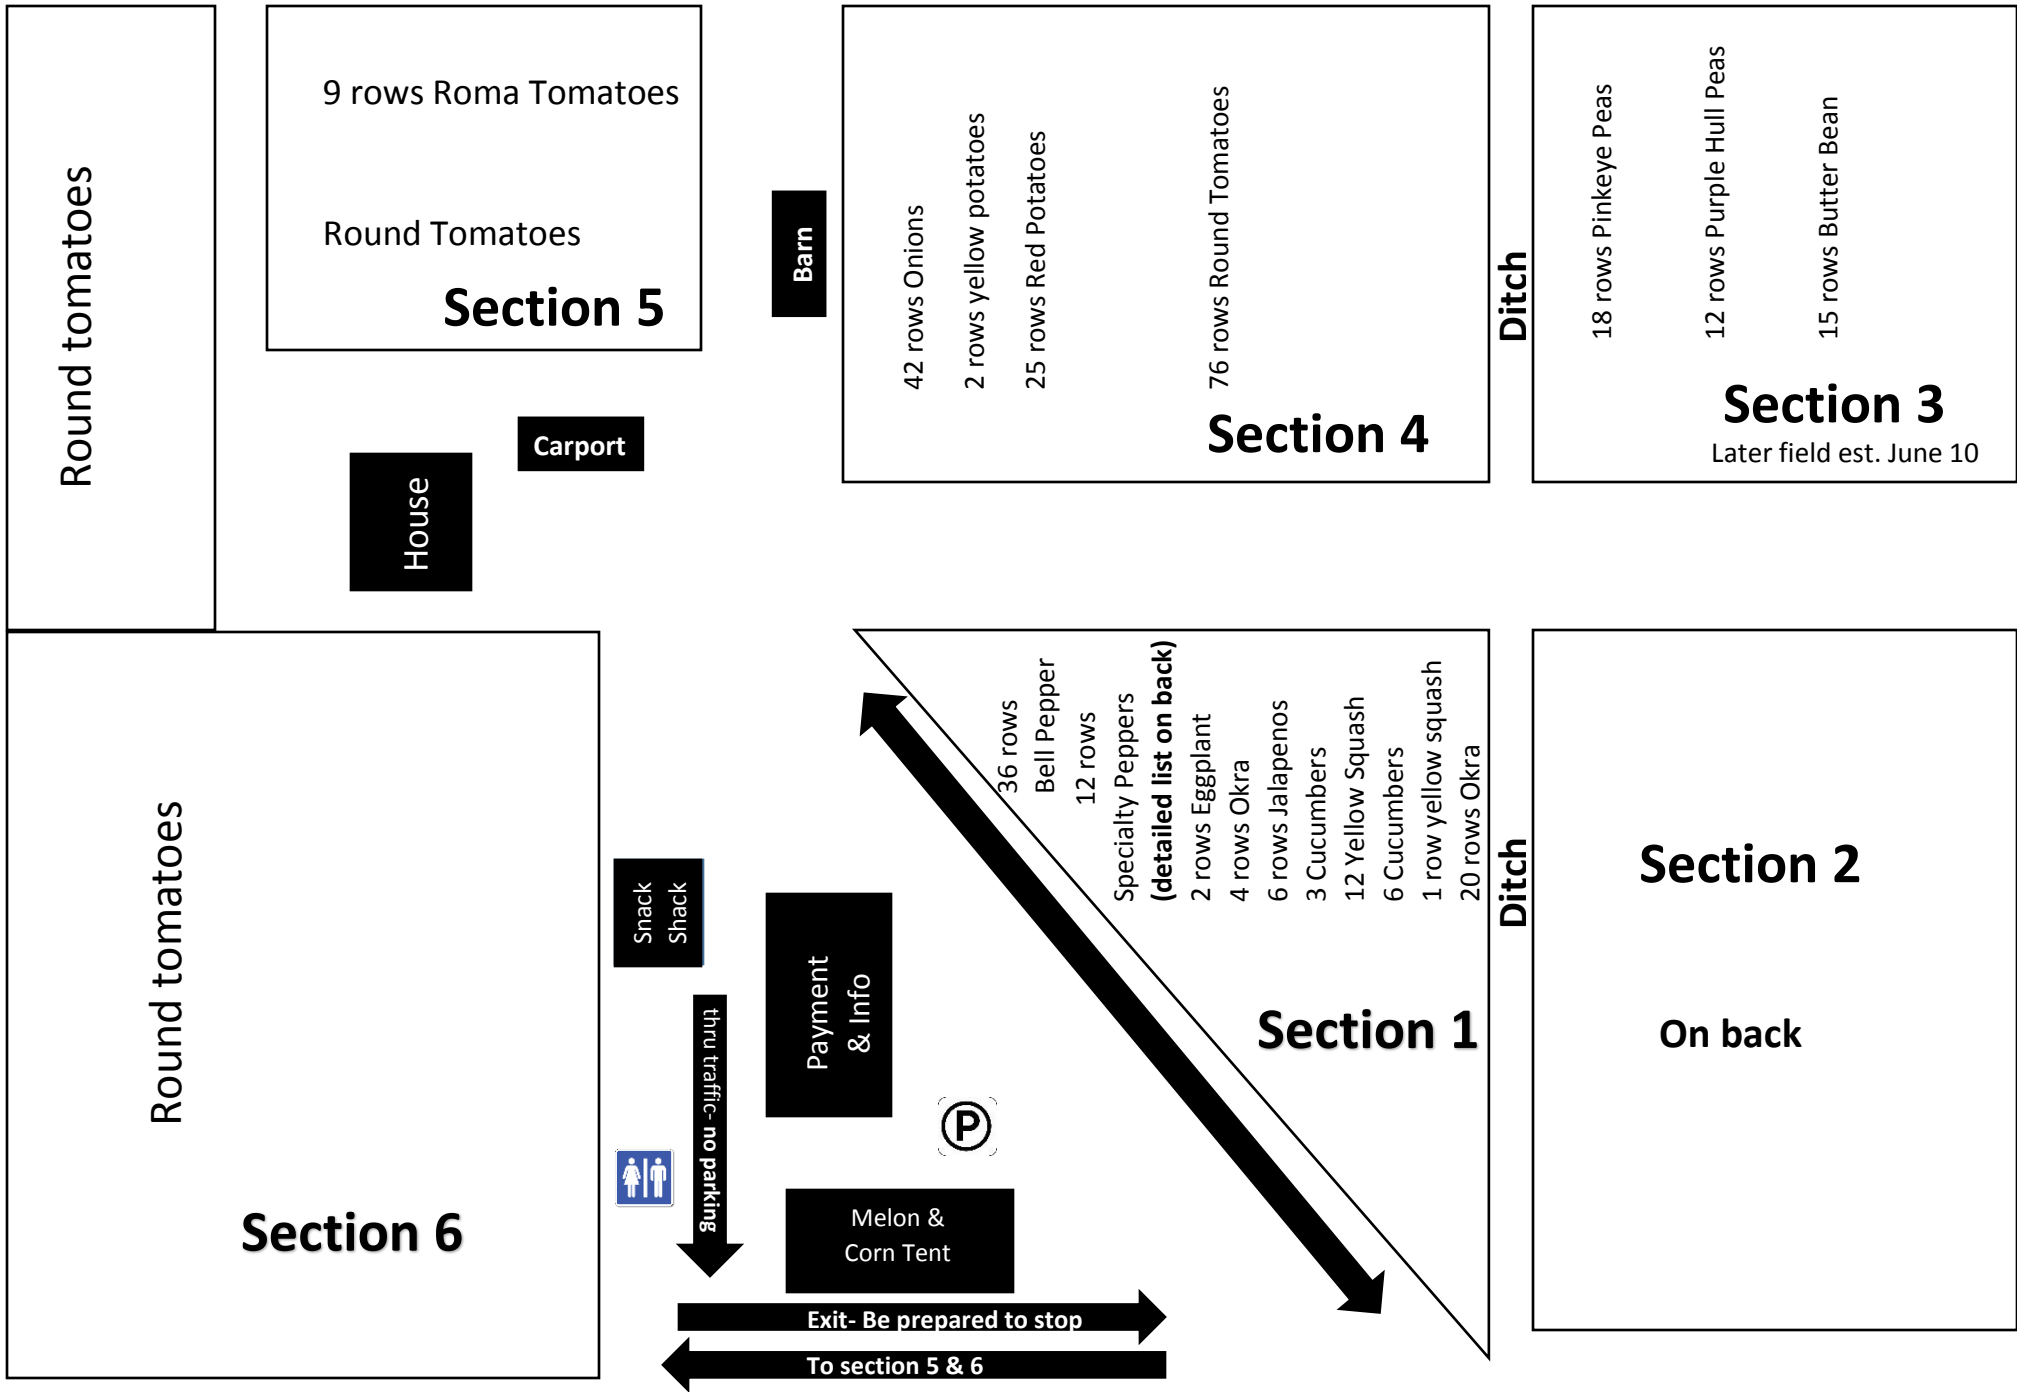 Round tomatoes
9 rows Roma Tomatoes
Round Tomatoes
Section 5
Barn
Carport
House
42 rows Onions
2 rows yellow potatoes
25 rows Red Potatoes
76 rows Round Tomatoes
Section 4
Ditch
18 rows Pinkeye Peas
12 rows Purple Hull Peas
15 rows Butter Bean
Section 3
Later field est. June 10
Round tomatoes
Section 6
Snack
Shack
thru traffic- no parking
Payment
& Info
P
Melon &
Corn Tent
Exit- Be prepared to stop
To section 5 & 6
36 rows
Bell Pepper
12 rows
Specialty Peppers
(detailed list on back)
2 rows Eggplant
4 rows Okra
6 rows Jalapenos
3 Cucumbers
12 Yellow Squash
6 Cucumbers
1 row yellow squash
20 rows Okra
Section 1
Ditch
Section 2
On back